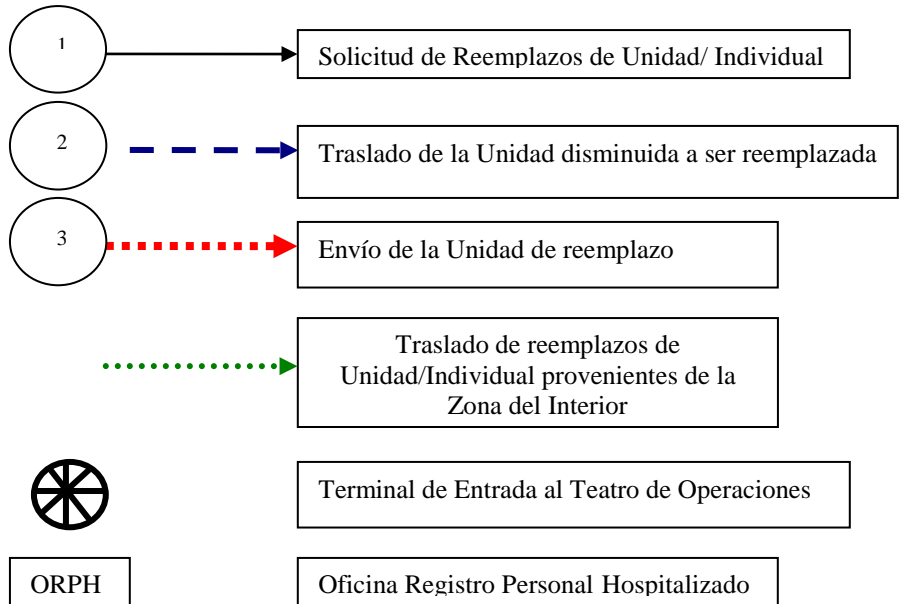 1
Solicitud de Reemplazos de Unidad/ Individual
2
Traslado de la Unidad disminuida a ser reemplazada
3
Envío de la Unidad de reemplazo
Traslado de reemplazos de
Unidad/Individual provenientes de la
Zona del Interior
Terminal de Entrada al Teatro de Operaciones
ORPH
Oficina Registro Personal Hospitalizado